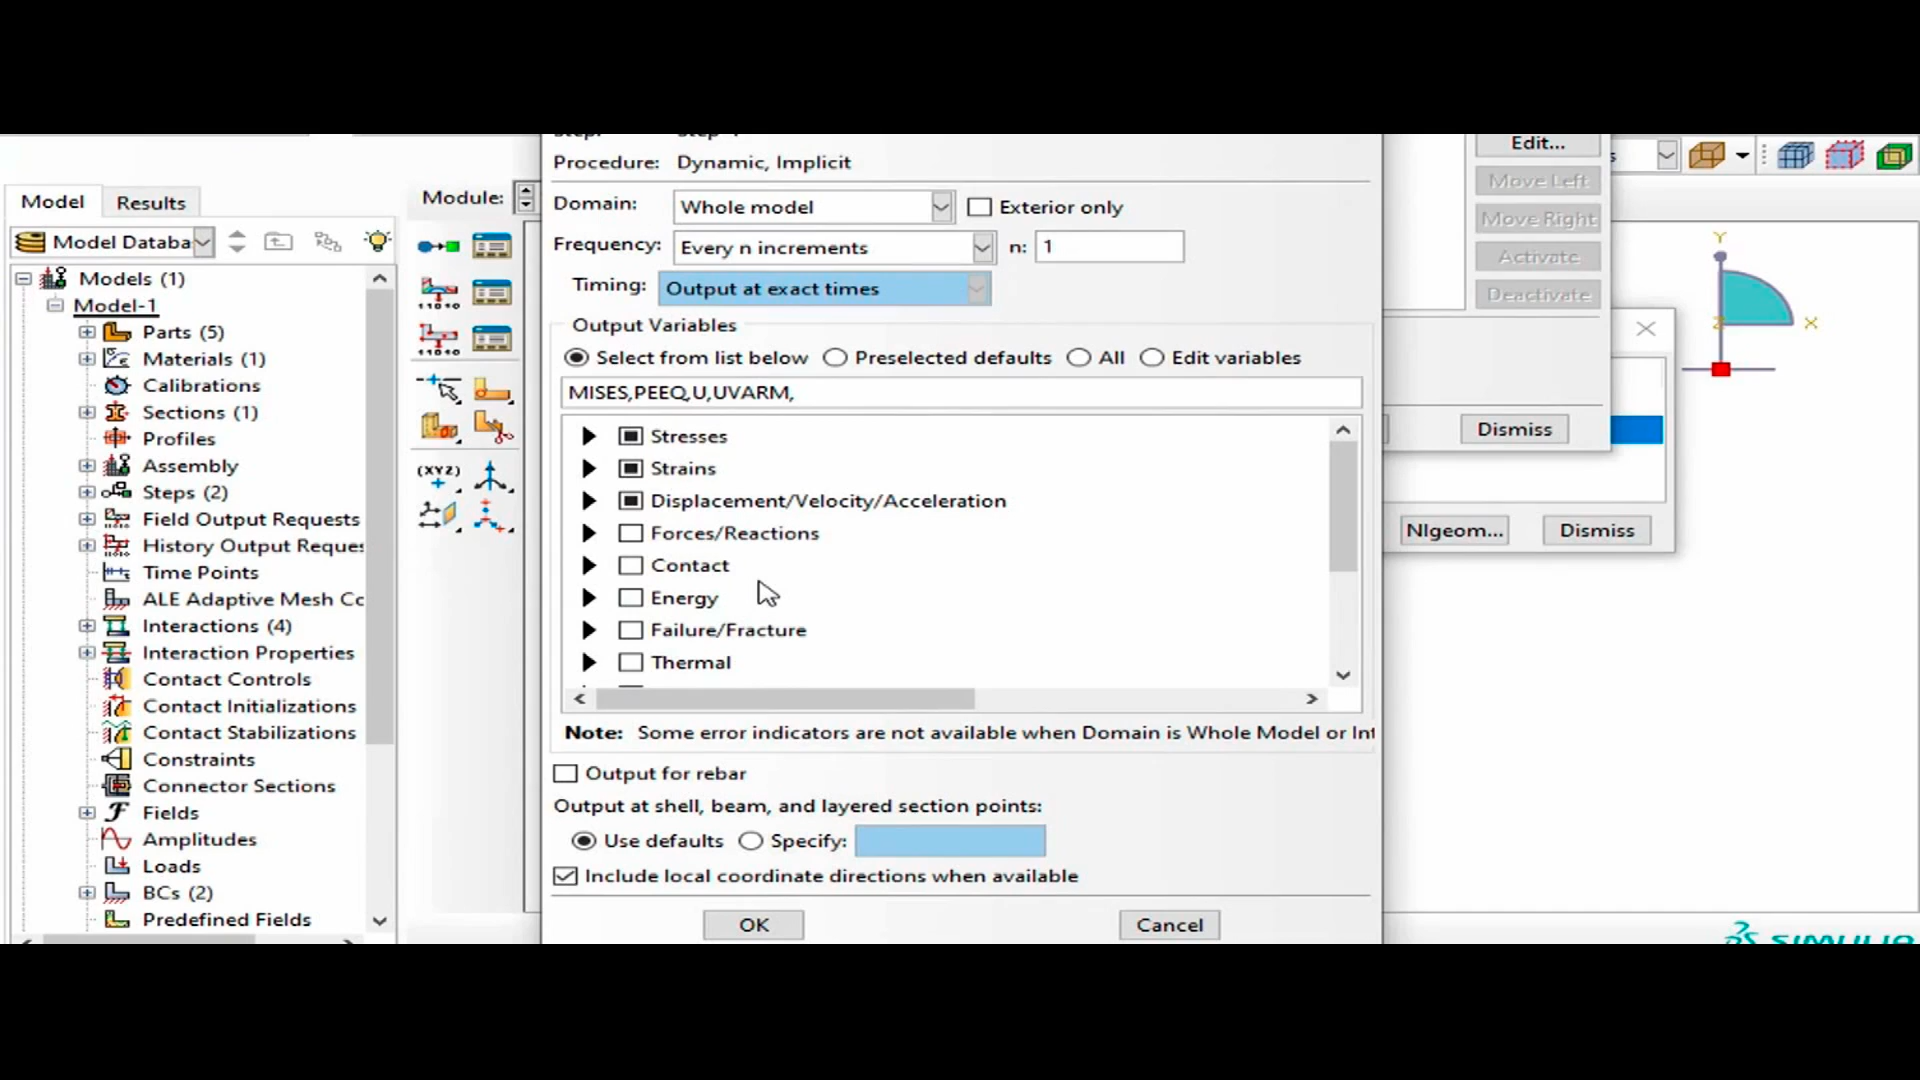 Procedure: Dynamic, Implicit
Domain: Whole model Exterior only
Frequency: Every n increments n: 1
Timing: Output at exact times
Output Variables
Select from list below Preselected defaults All Edit variables
MISES,PEEQ,U,UVARM,
Stresses
Strains
Displacement/Velocity/Acceleration
Forces/Reactions
Contact
Energy
Failure/Fracture
Thermal
Note: Some error indicators are not available when Domain is Whole Model or Int
Output for rebar
Output at shell, beam, and layered section points:
Use defaults Specify:
Include local coordinate directions when available
OK Cancel
Model Results
Module:
Model Databa
Models (1)
Model-1
Parts (5)
Materials (1)
Calibrations
Sections (1)
Profiles
Assembly
Steps (2)
Field Output Requests
History Output Reques
Time Points
ALE Adaptive Mesh Co
Interactions (4)
Interaction Properties
Contact Controls
Contact Initializations
Contact Stabilizations
Constraints
Connector Sections
Fields
Amplitudes
Loads
BCs (2)
Predefined Fields
(XYZ)
Edit...
Move Left
Move Right
Activate
Deactivate
Dismiss
Nlgeom... Dismiss
Y
Z X
SIMULIA